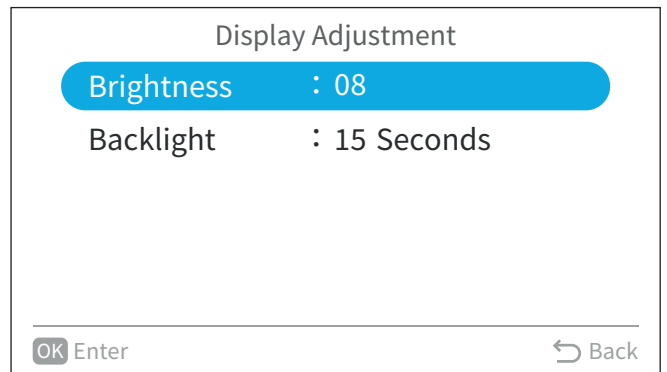 Display Adjustment
Brightness : 08
Backlight : 15 Seconds
OK Enter Back